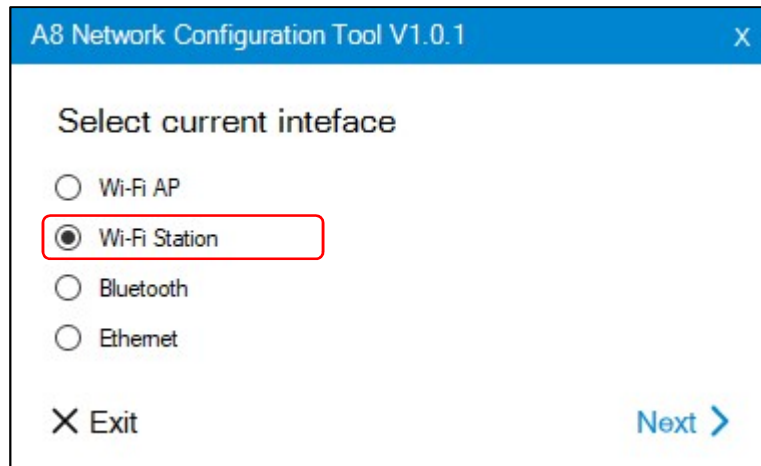 A8 Network Configuration Tool V1.0.1 X
Select current inteface
Wi-Fi AP
Wi-Fi Station
Bluetooth
Ethernet
Exit Next